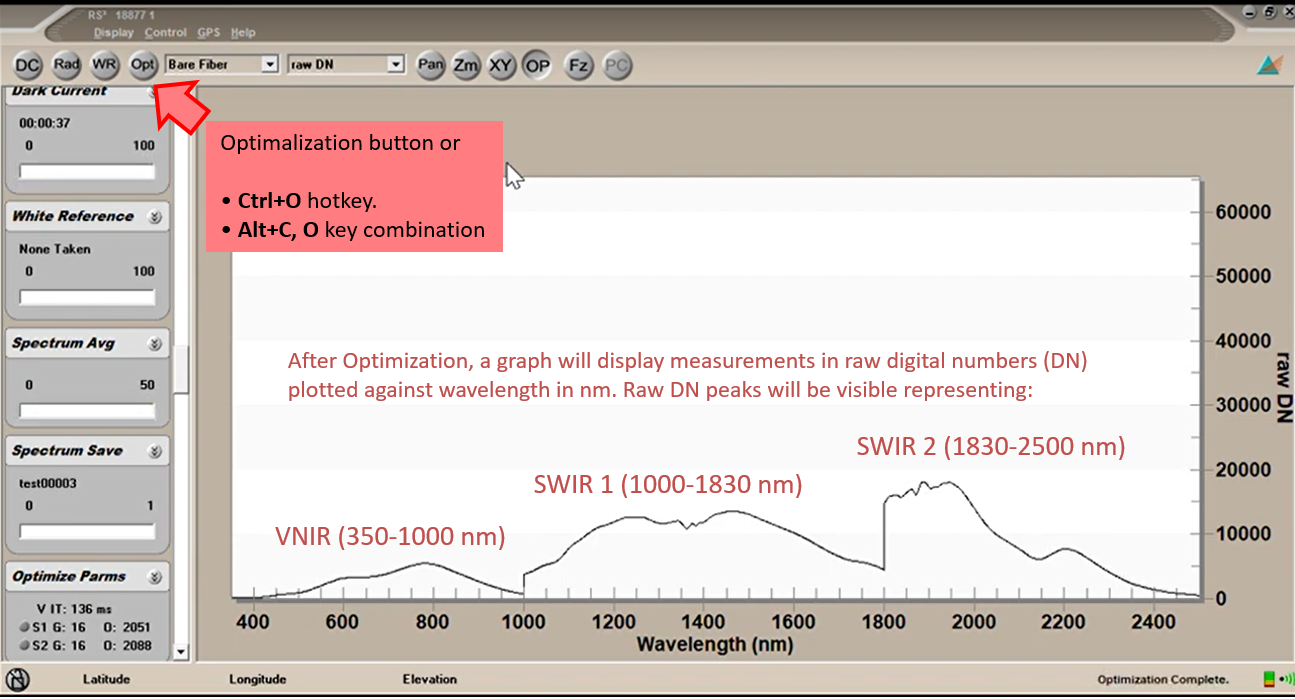 RS³ 18877 1
Display Control GPS Help
DC Rad WR Opt Bare Fiber raw DN Pan Zm XY OP Fz PC
Dark Current
00:00:37
0 100
White Reference
None Taken
0 100
Spectrum Avg
0 50
Spectrum Save
test00003
0 1
Optimize Parms
V IT: 136 ms
S1 G: 16 O: 2051
S2 G: 16 O: 2088
Optimalization button or
• Ctrl+O hotkey.
• Alt+C, O key combination
After Optimization, a graph will display measurements in raw digital numbers (DN)
plotted against wavelength in nm. Raw DN peaks will be visible representing:
SWIR 2 (1830-2500 nm)
SWIR 1 (1000-1830 nm)
VNIR (350-1000 nm)
60000
50000
40000
30000
20000
10000
0
raw DN
400 600 800 1000 1200 1400 1600 1800 2000 2200 2400
Wavelength (nm)
Latitude Longitude Elevation Optimization Complete.